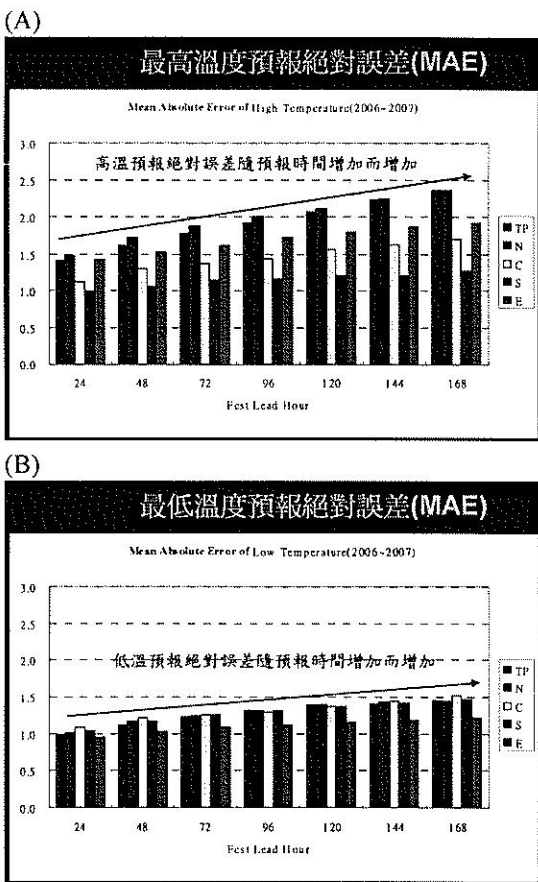 (A)
最高溫度預報絕對誤差(MAE)
Mean Absolute Error of High Temperature(2006~2007)
3.0
高溫預報絕對誤差隨預報時間增加而增加
2.5
2.0
1.5
1.0
0.5
0.0
TP
N
C
S
E
24 48 72 96 120 144 168
Fcst Lead Hour
(B)
最低溫度預報絕對誤差(MAE)
Mean Absolute Error of Low Temperature(2006~2007)
3.0
2.5
2.0
低溫預報絕對誤差隨預報時間增加而增加
1.5
1.0
0.5
0.0
TP
N
C
S
E
24 48 72 96 120 144 168
Fcst Lead Hour